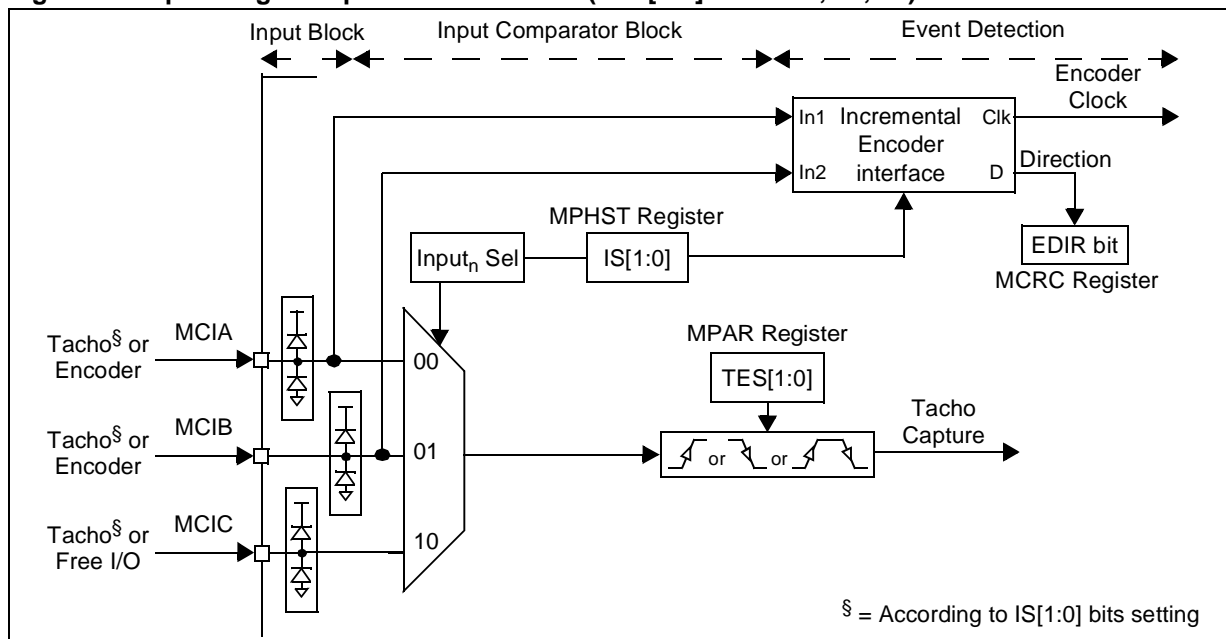 Input Block
Input Comparator Block
Event Detection
Encoder
Clock
In1
Incremental
Encoder
interface
Clk
In2
D
Direction
MPHST Register
Inputn Sel
IS[1:0]
EDIR bit
MCRC Register
MCIA
Tacho§ or
Encoder
00
MPAR Register
TES[1:0]
MCIB
Tacho§ or
Encoder
01
or
or
Tacho
Capture
MCIC
Tacho§ or
Free I/O
10
§ = According to IS[1:0] bits setting